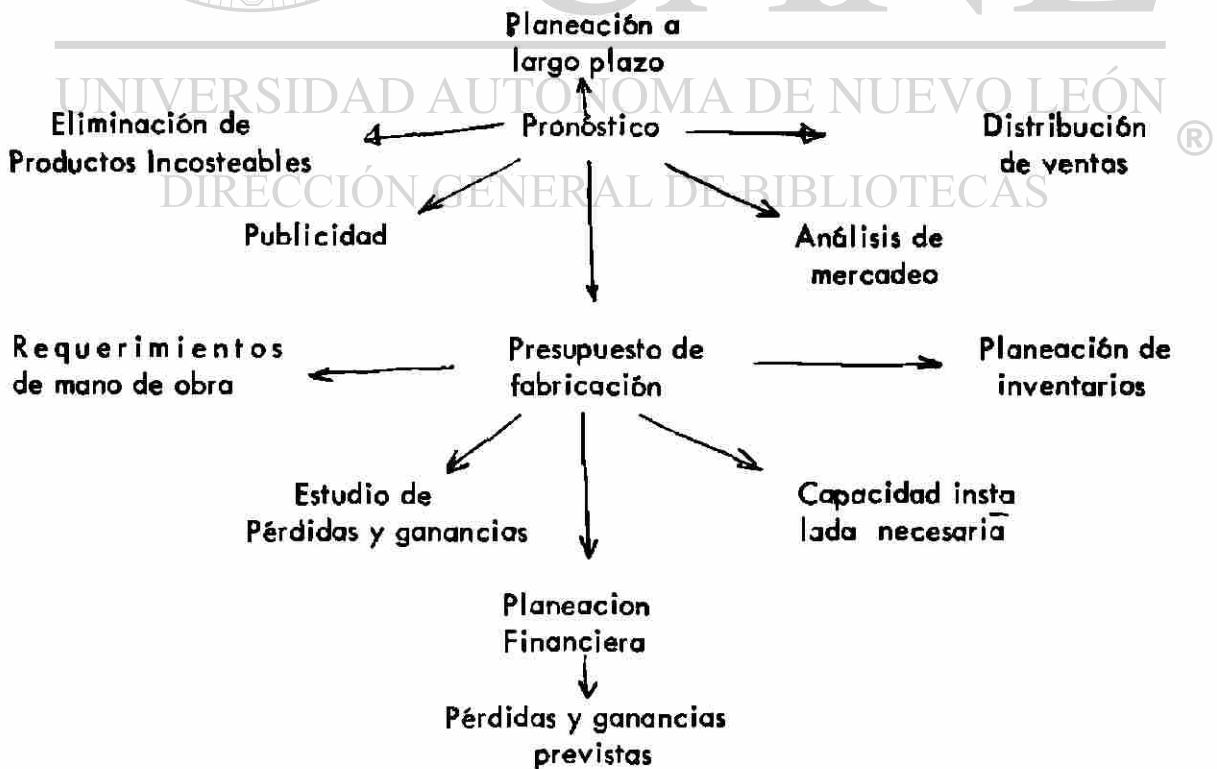 Planeación a
largo plazo
UNIVERSIDAD AUTÓNOMA DE NUEVO LEÓN
Eliminación de
Productos Incosteables
Pronóstico
Distribución
de ventas
®
DIRECCIÓN GENERAL DE BIBLIOTECAS
Publicidad
Análisis de
mercadeo
Requerimientos
de mano de obra
Presupuesto de
fabricación
Planeación de
inventarios
Estudio de
Pérdidas y ganancias
Capacidad insta
lada necesaria
Planeacion
Financiera
Pérdidas y ganancias
previstas